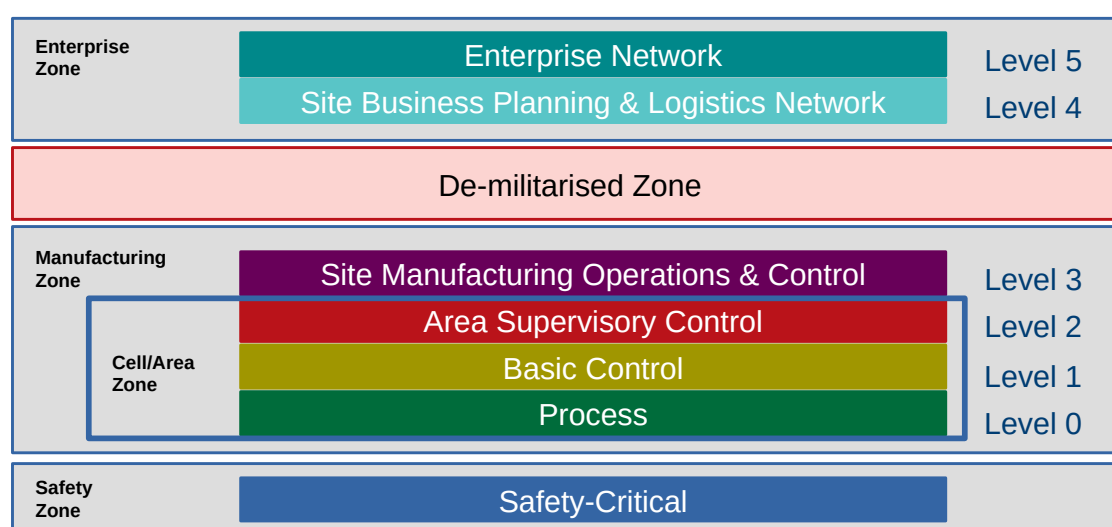 Enterprise
Zone
Enterprise Network
Level 5
Site Business Planning & Logistics Network
Level 4
De-militarised Zone
Manufacturing
Zone
Site Manufacturing Operations & Control
Level 3
Area Supervisory Control
Level 2
Cell/Area
Zone
Basic Control
Level 1
Process
Level 0
Safety
Zone
Safety-Critical